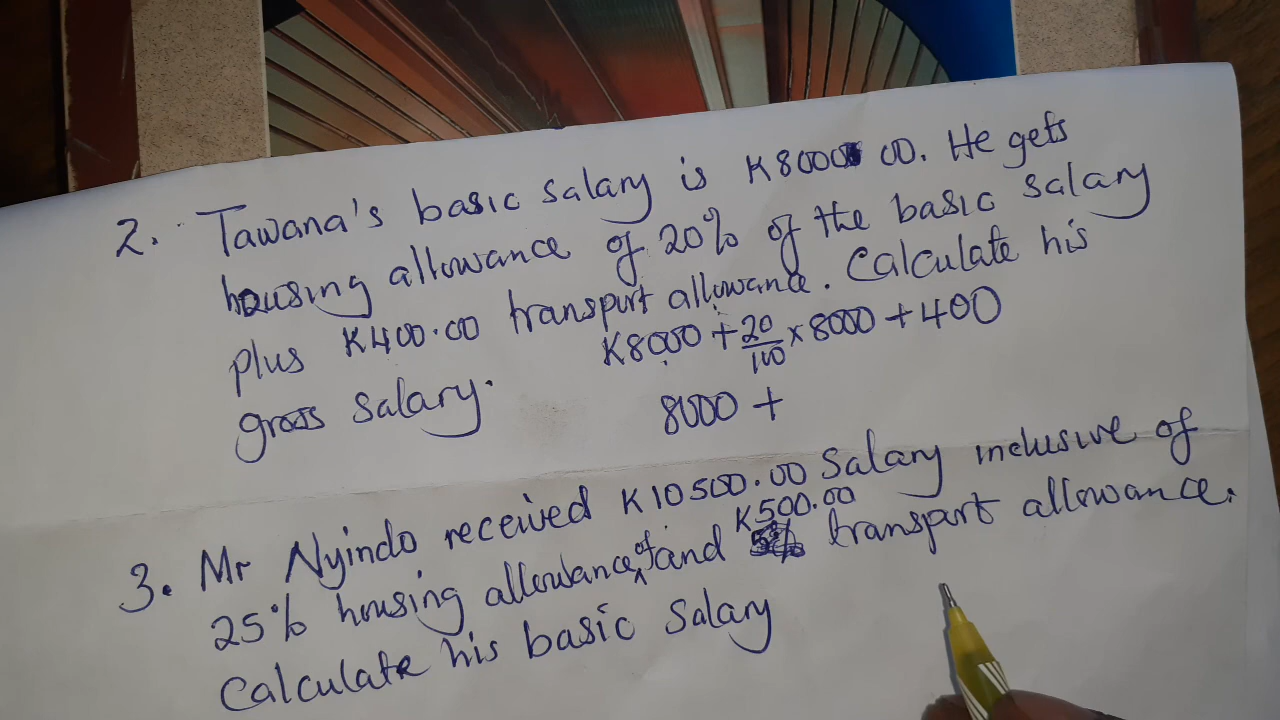 2. Tawana's basic salary is K8000 00. He gets
housing allowance of 20% of the basic salary
plus K400.00 transport allowance. Calculate his
gross salary.
K8000 + 20/100 x 8000 + 400
8000 +
3. Mr Nyindo received K10500.00 Salary inclusive of
25% housing allowance, of and K500.00 transport allowance.
Calculate his basic salary